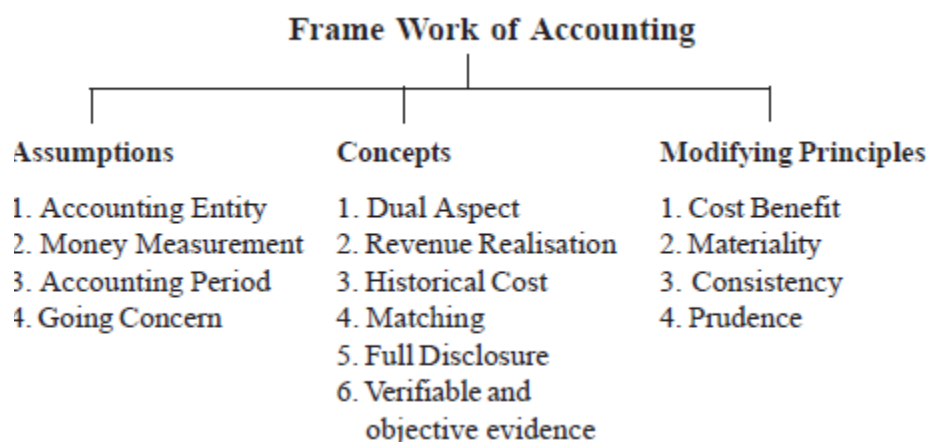 Frame Work of Accounting
Assumptions
1. Accounting Entity
2. Money Measurement
3. Accounting Period
4. Going Concern
Concepts
1. Dual Aspect
2. Revenue Realisation
3. Historical Cost
4. Matching
5. Full Disclosure
6. Verifiable and
objective evidence
Modifying Principles
1. Cost Benefit
2. Materiality
3. Consistency
4. Prudence